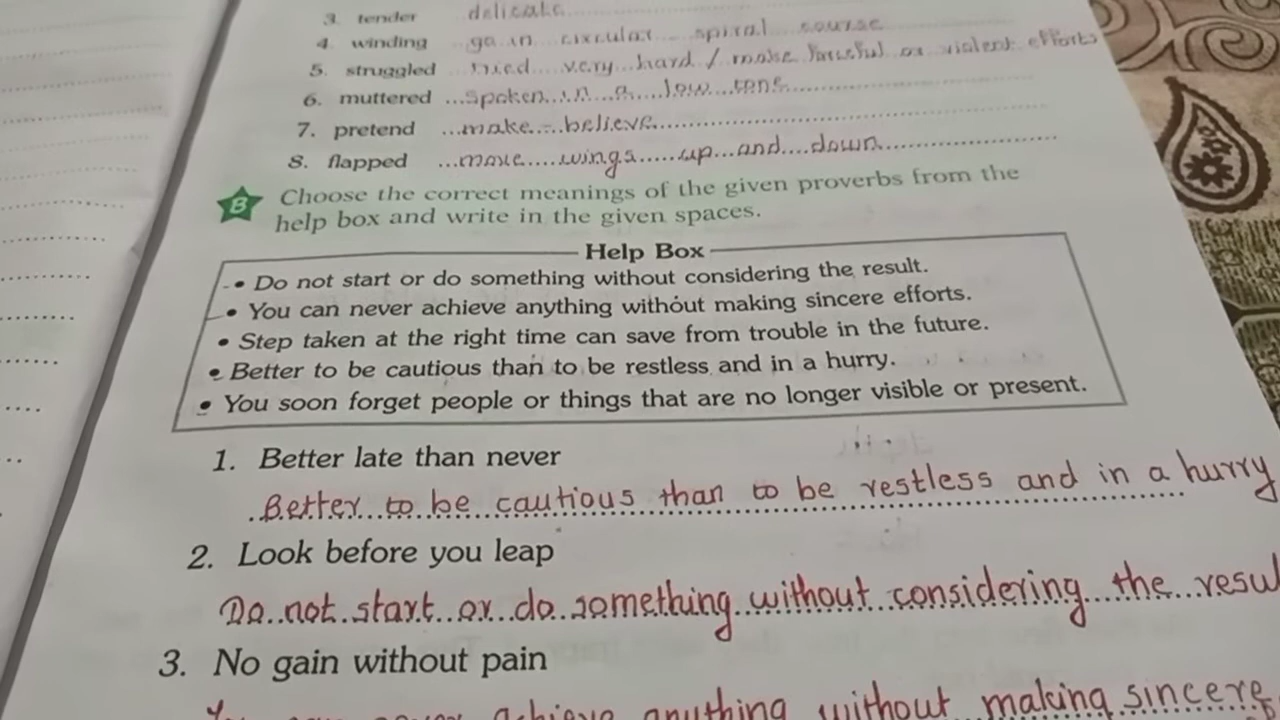 3. tender delicate
4. winding go in circular spiral course
5. struggled tried very hard / make forceful or violent efforts
6. muttered spoken in a low tone
7. pretend make-believe
8. flapped move wings up and down
B Choose the correct meanings of the given proverbs from the
help box and write in the given spaces.
Help Box
• Do not start or do something without considering the result.
• You can never achieve anything without making sincere efforts.
• Step taken at the right time can save from trouble in the future.
• Better to be cautious than to be restless and in a hurry.
• You soon forget people or things that are no longer visible or present.
1. Better late than never
Better to be cautious than to be restless and in a hurry
2. Look before you leap
Do not start or do something without considering the resul
3. No gain without pain
achieve anything without making sincere